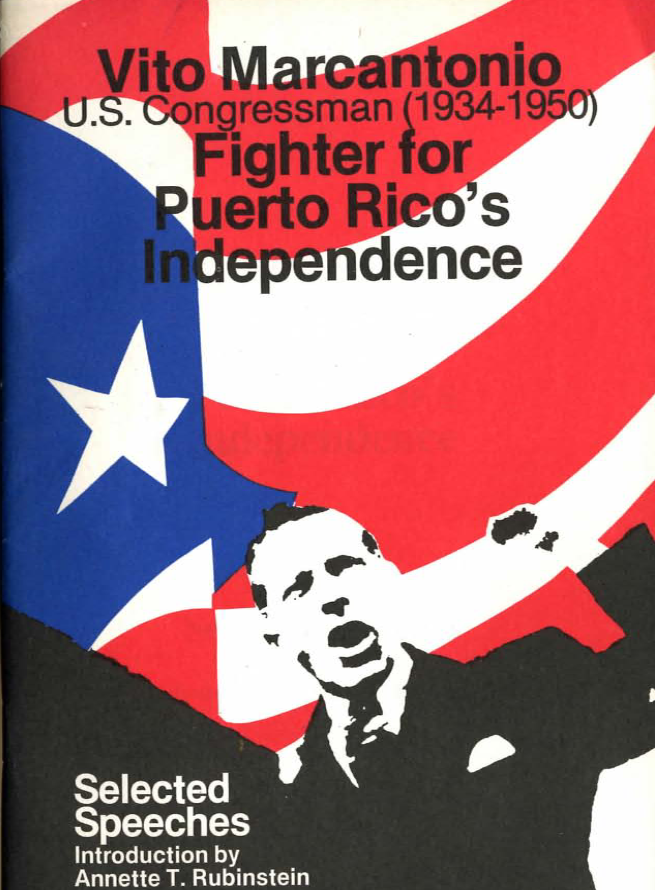 Vito Marcantonio
U.S. Congressman (1934-1950)
Fighter for
Puerto Rico's
Independence
Selected
Speeches
Introduction by
Annette T. Rubinstein